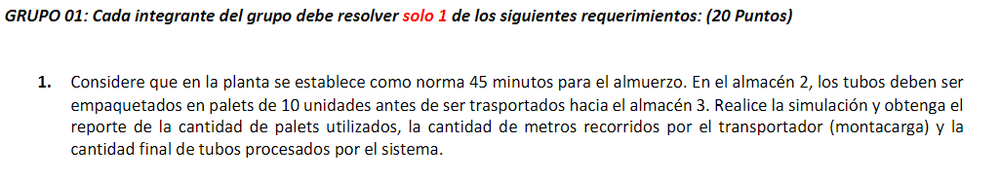 GRUPO 01: Cada integrante del grupo debe resolver solo 1 de los siguientes requerimientos: (20 Puntos)
1. Considere que en la planta se establece como norma 45 minutos para el almuerzo. En el almacén 2, los tubos deben ser
empaquetados en palets de 10 unidades antes de ser trasportados hacia el almacén 3. Realice la simulación y obtenga el
reporte de la cantidad de palets utilizados, la cantidad de metros recorridos por el transportador (montacarga) y la
cantidad final de tubos procesados por el sistema.